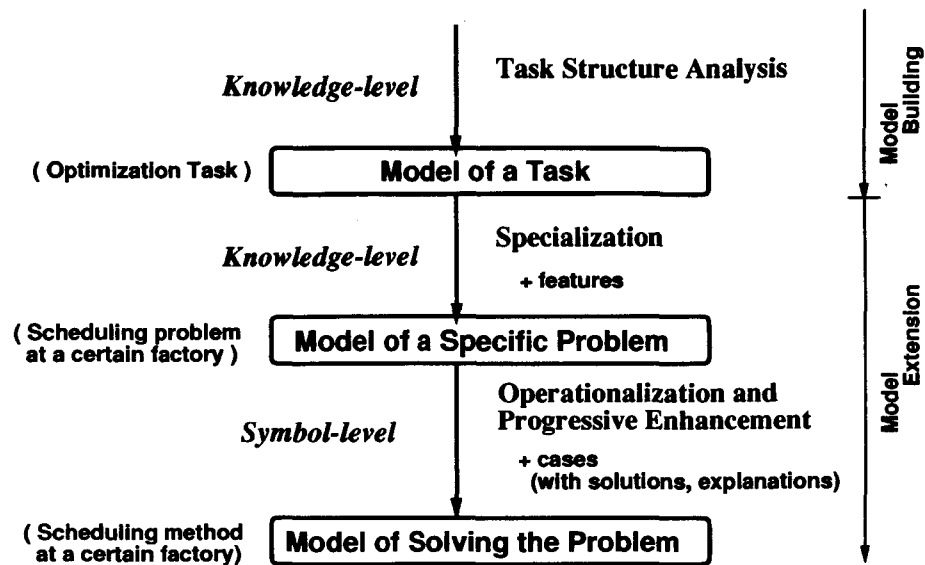 Task Structure Analysis
Knowledge-level
( Optimization Task )
Model of a Task
Specialization
Knowledge-level
+ features
( Scheduling problem
at a certain factory )
Model of a Specific Problem
Operationalization and
Progressive Enhancement
Symbol-level
+ cases
(with solutions, explanations)
( Scheduling method
at a certain factory)
Model of Solving the Problem
Model
Building
Model
Extension